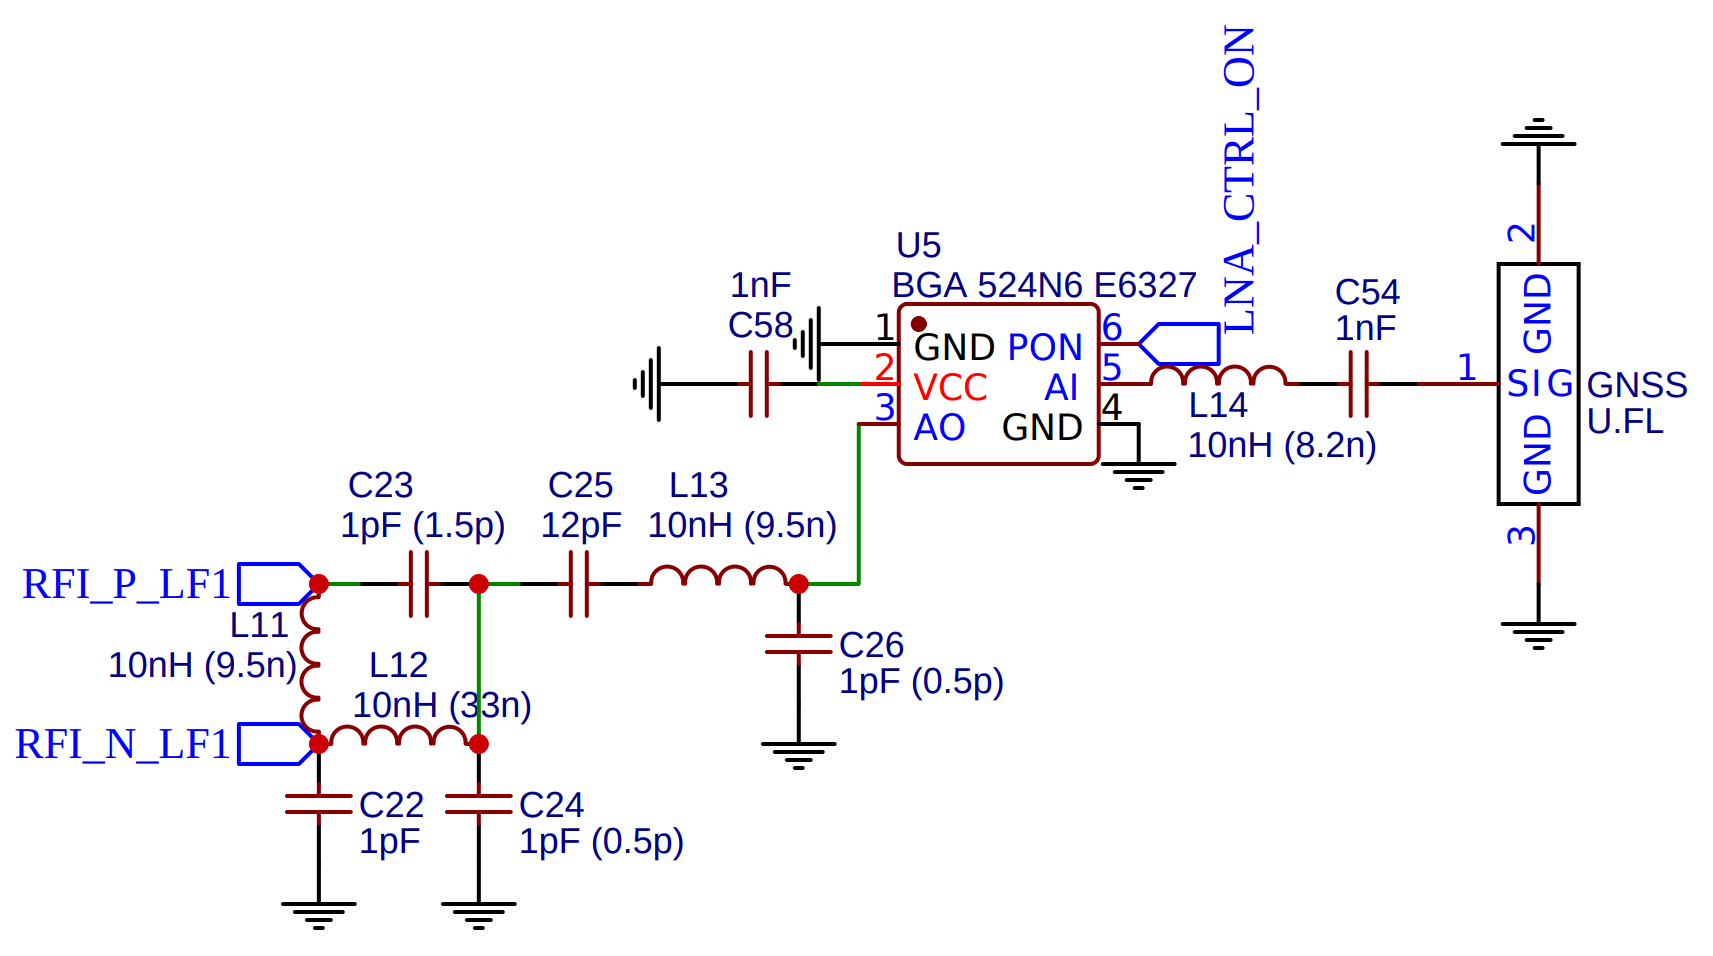 LNA_CTRL_ON
U5
BGA 524N6 E6327
1nF
C58
1
GND
2
VCC
3
AO
PON
6
AI
5
GND
4
L14
10nH (8.2n)
C54
1nF
2
GND
1
SIG
GND
3
GNSS
U.FL
C23
1pF (1.5p)
C25
12pF
L13
10nH (9.5n)
RFI_P_LF1
L11
10nH (9.5n)
L12
10nH (33n)
RFI_N_LF1
C26
1pF (0.5p)
C22
1pF
C24
1pF (0.5p)